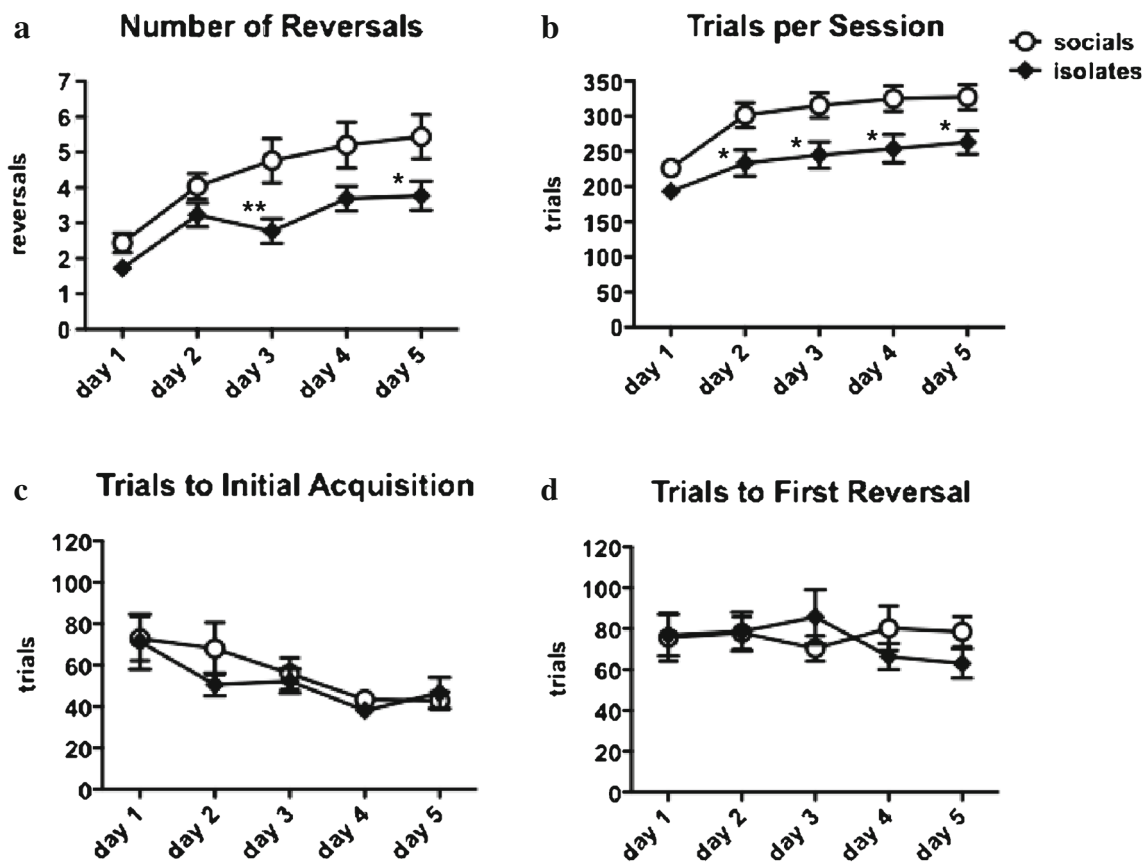 a Number of Reversals
7
6
5
4
3
2
1
0
reversals
**
*
day 1 day 2 day 3 day 4 day 5
b Trials per Session
350
300
250
200
150
100
50
0
trials
* * * *
day 1 day 2 day 3 day 4 day 5
socials
isolates
c Trials to Initial Acquisition
120
100
80
60
40
20
0
trials
day 1 day 2 day 3 day 4 day 5
d Trials to First Reversal
120
100
80
60
40
20
0
trials
day 1 day 2 day 3 day 4 day 5